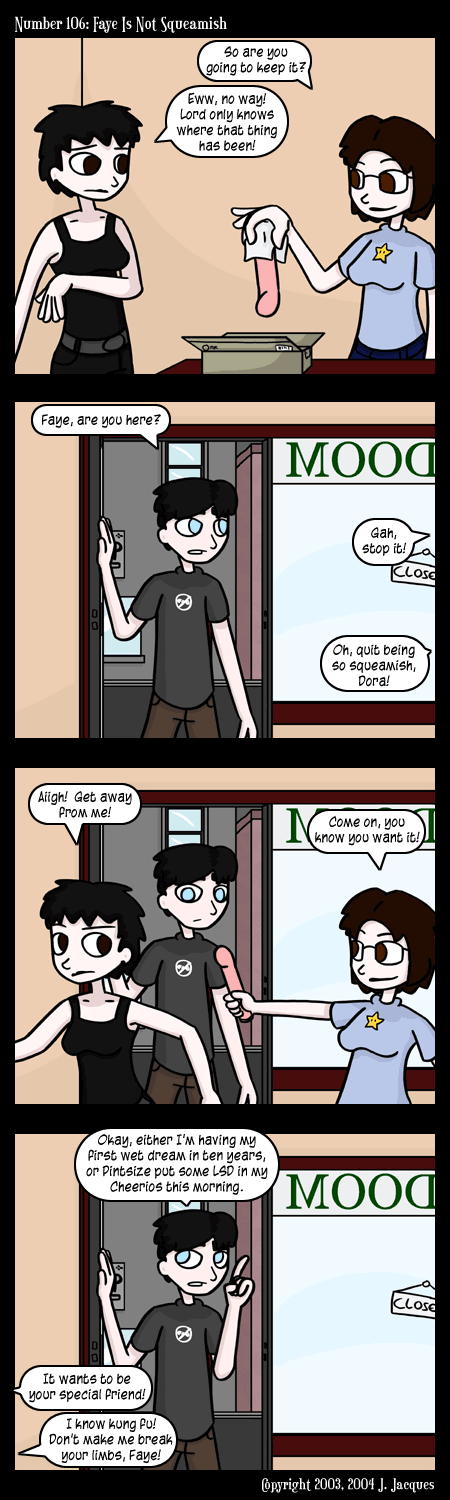 Number 106: Faye Is Not Squeamish
So are you
going to keep it?
Eww, no way!
Lord only knows
where that thing
has been!
Faye, are you here?
MOOD
Gah,
stop it!
CLOSE
Oh, quit being
so squeamish,
Dora!
Aiigh! Get away
from me!
MOOD
Come on, you
know you want it!
Okay, either I'm having my
first wet dream in ten years,
or Pintsize put some LSD in my
Cheerios this morning.
MOOD
CLOSE
It wants to be
your special friend!
I know kung fu!
Don't make me break
your limbs, Faye!
Copyright 2003, 2004 J. Jacques